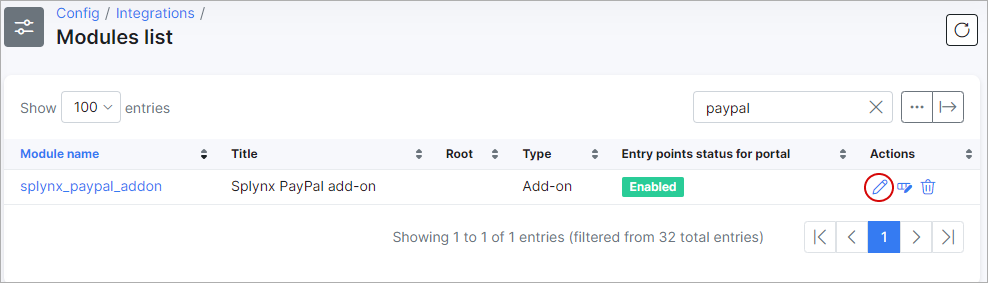 Config / Integrations /
Modules list
Show 100 entries paypal
Module name Title Root Type Entry points status for portal Actions
splynx_paypal_addon Splynx PayPal add-on Add-on Enabled
Showing 1 to 1 of 1 entries (filtered from 32 total entries) 1